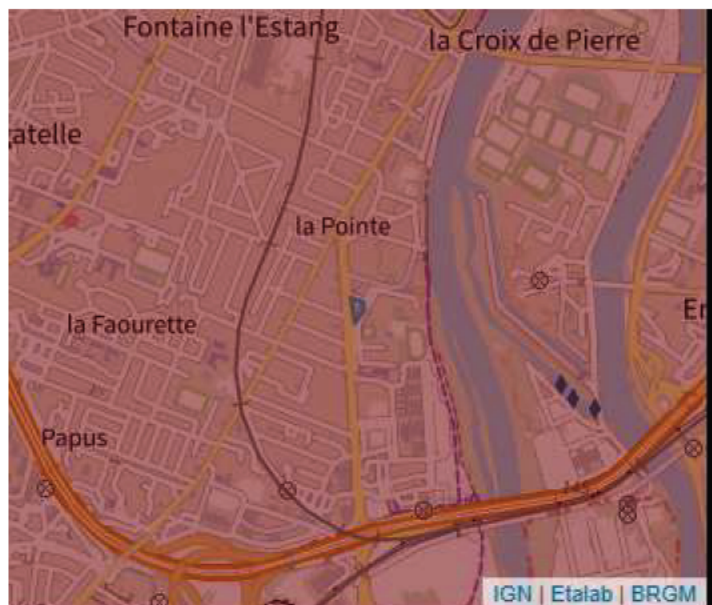 Fontaine l'Estang
la Croix de Pierre
atelle
la Pointe
la Faourette
Er
Papus
IGN | Etalab | BRGM